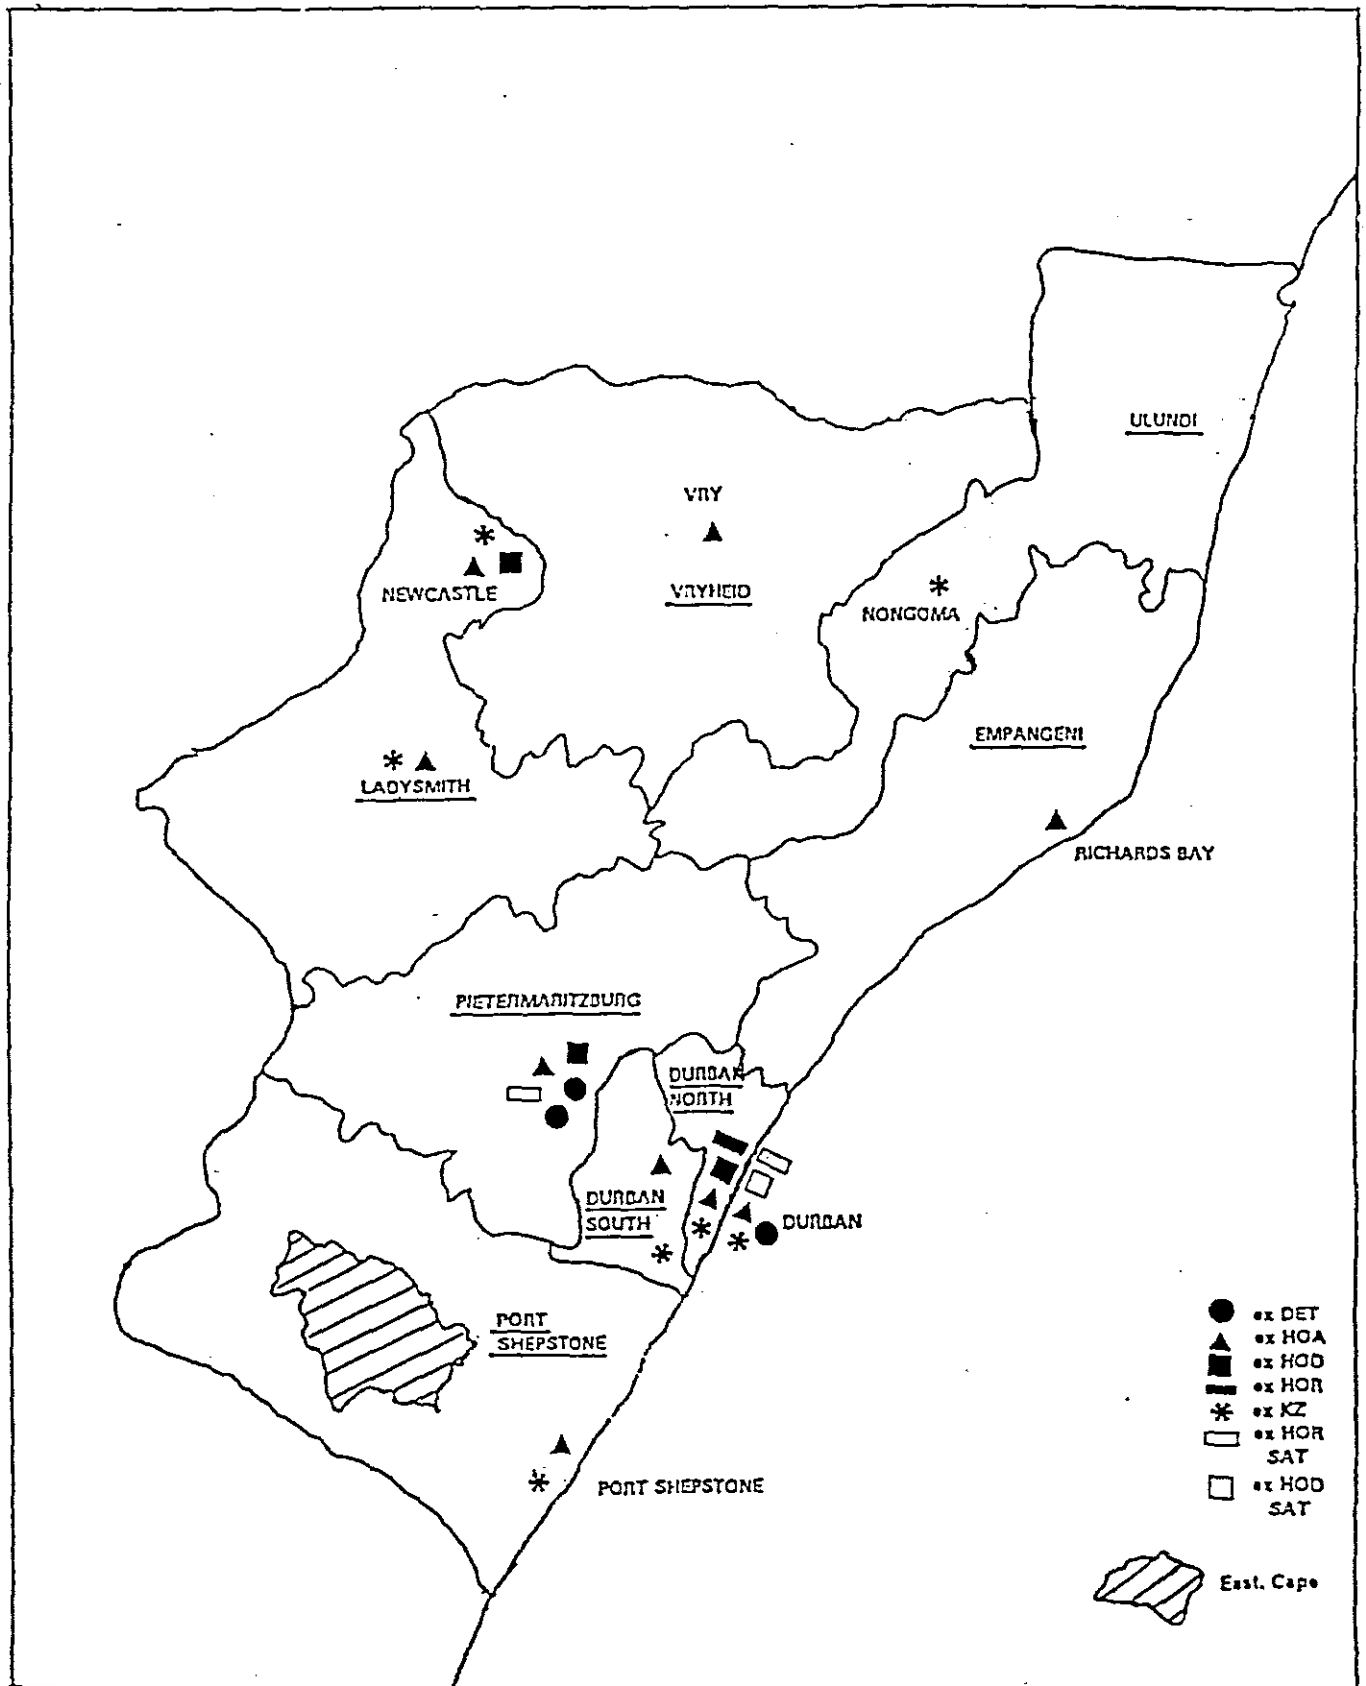 ULUNDI
VRY
VRYHEID
NEWCASTLE
NONGOMA
EMPANGENI
LADYSMITH
RICHARDS BAY
PIETERMARITZBURG
DURBAN
NORTH
DURBAN
SOUTH
DURBAN
PORT
SHEPSTONE
PORT SHEPSTONE
ex DET
ex HOA
ex HOD
ex HOR
ex KZ
ex HOR
SAT
ex HOD
SAT
East. Cape